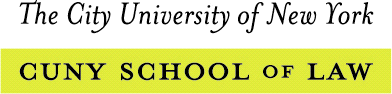 The City University of New York
CUNY SCHOOL OF LAW